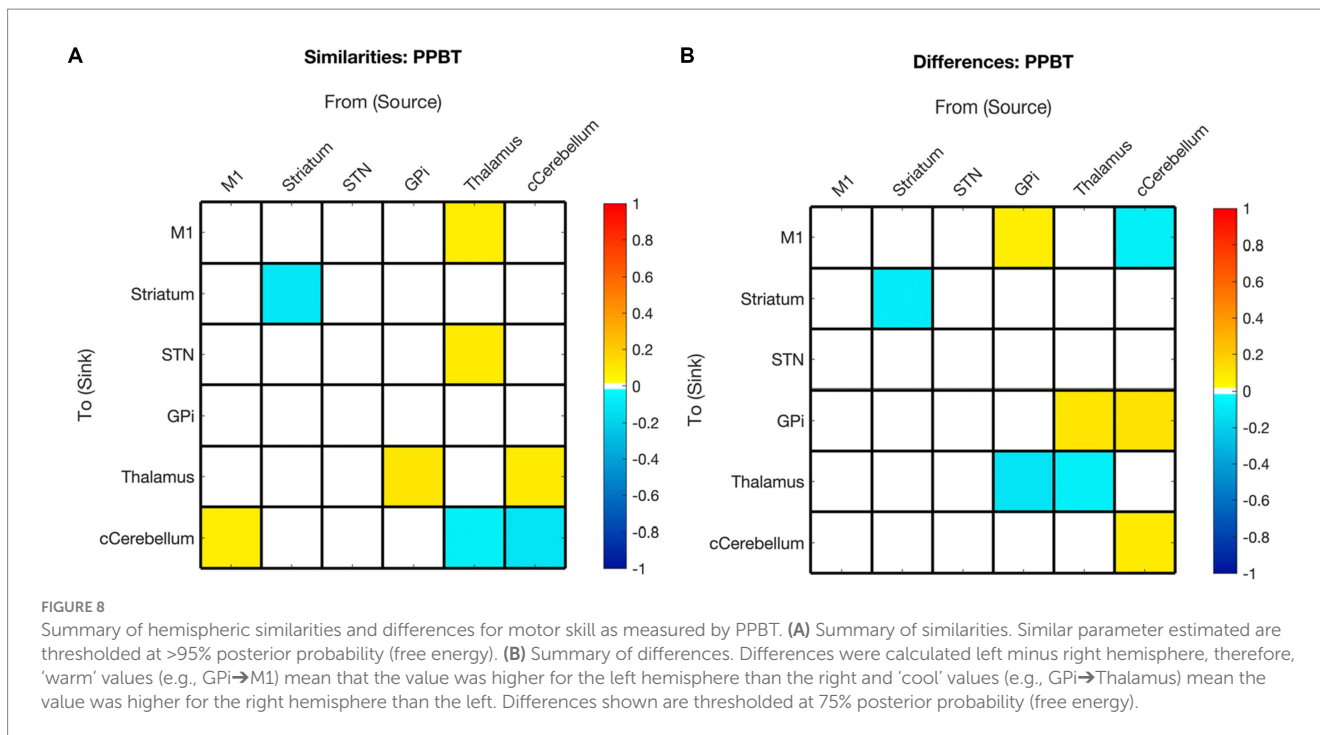 A
Similarities: PPBT
From (Source)
M1
Striatum
STN
GPi
Thalamus
cCerebellum
To (Sink)
M1
Striatum
STN
GPi
Thalamus
cCerebellum
1
0.8
0.6
0.4
0.2
0
-0.2
-0.4
-0.6
-0.8
-1
B
Differences: PPBT
From (Source)
M1
Striatum
STN
GPi
Thalamus
cCerebellum
To (Sink)
M1
Striatum
STN
GPi
Thalamus
cCerebellum
1
0.8
0.6
0.4
0.2
0
-0.2
-0.4
-0.6
-0.8
-1
FIGURE 8
Summary of hemispheric similarities and differences for motor skill as measured by PPBT. (A) Summary of similarities. Similar parameter estimated are
thresholded at >95% posterior probability (free energy). (B) Summary of differences. Differences were calculated left minus right hemisphere, therefore,
'warm' values (e.g., GPi➔M1) mean that the value was higher for the left hemisphere than the right and 'cool' values (e.g., GPi➔Thalamus) mean the
value was higher for the right hemisphere than the left. Differences shown are thresholded at 75% posterior probability (free energy).